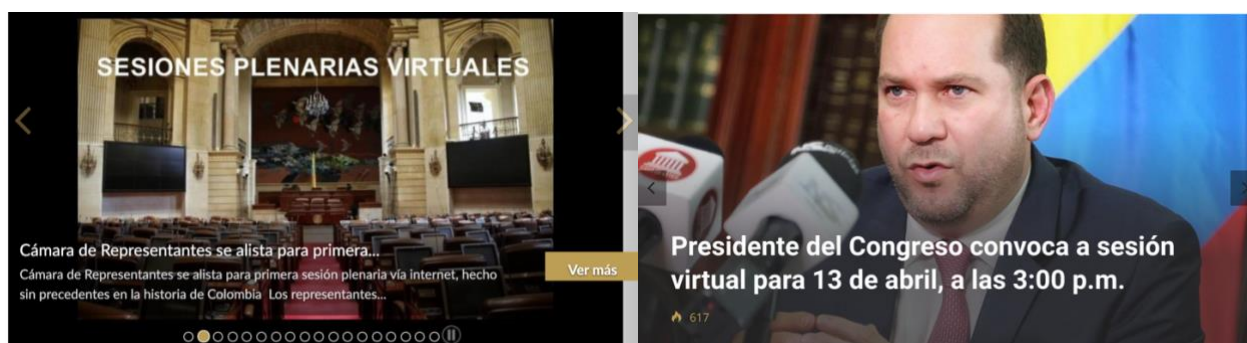 SESIONES PLENARIAS VIRTUALES
Cámara de Representantes se alista para primera...
Cámara de Representantes se alista para primera sesión plenaria vía internet, hecho
sin precedentes en la historia de Colombia Los representantes...
Ver más
Presidente del Congreso convoca a sesión
virtual para 13 de abril, a las 3:00 p.m.
617